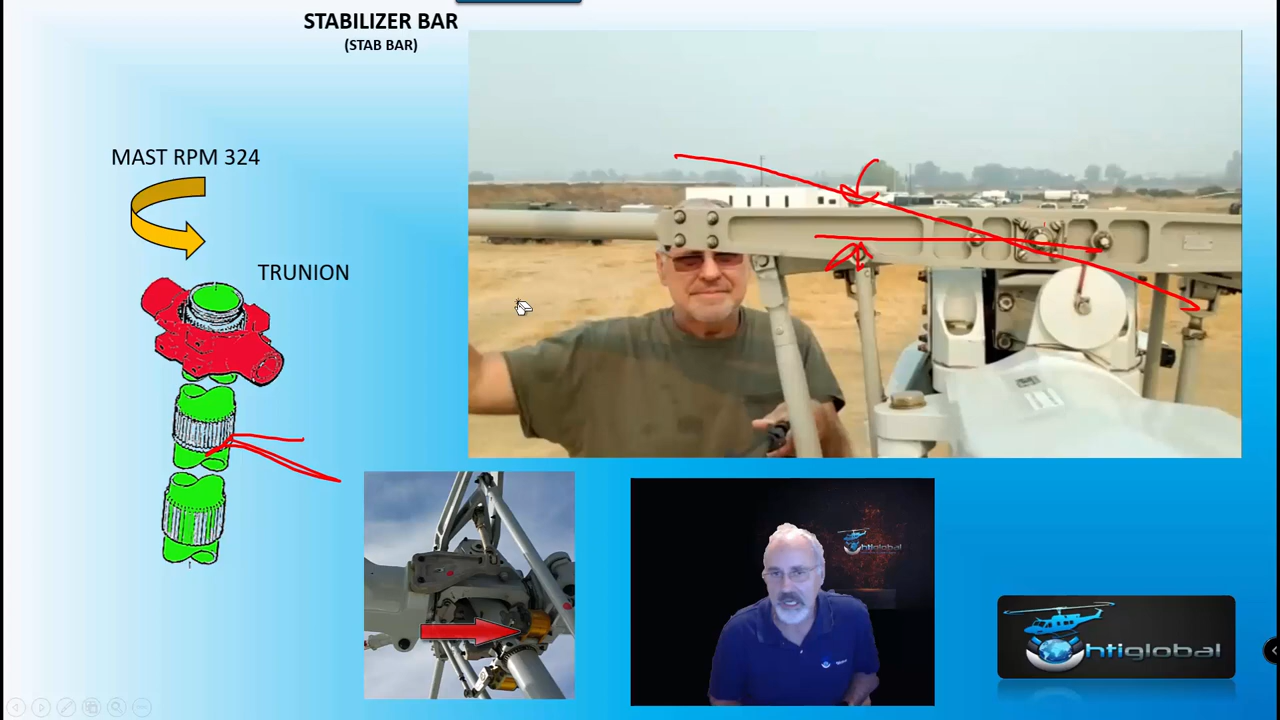 STABILIZER BAR
(STAB BAR)
MAST RPM 324
TRUNION
htiglobal
htiglobal